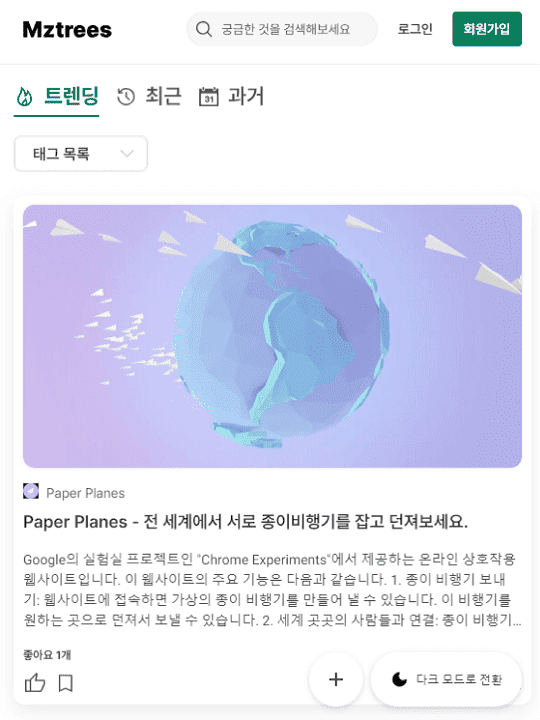 Mztrees
궁금한 것을 검색해보세요
로그인
회원가입
트렌딩
최근
31
과거
태그 목록
Paper Planes
Paper Planes - 전 세계에서 서로 종이비행기를 잡고 던져보세요.
Google의 실험실 프로젝트인 "Chrome Experiments"에서 제공하는 온라인 상호작용
웹사이트입니다. 이 웹사이트의 주요 기능은 다음과 같습니다. 1. 종이 비행기 보내
기: 웹사이트에 접속하면 가상의 종이 비행기를 만들어 낼 수 있습니다. 이 비행기를
원하는 곳으로 던져서 보낼 수 있습니다. 2. 세계 곳곳의 사람들과 연결: 종이 비행기...
좋아요 1개
다크 모드로 전환